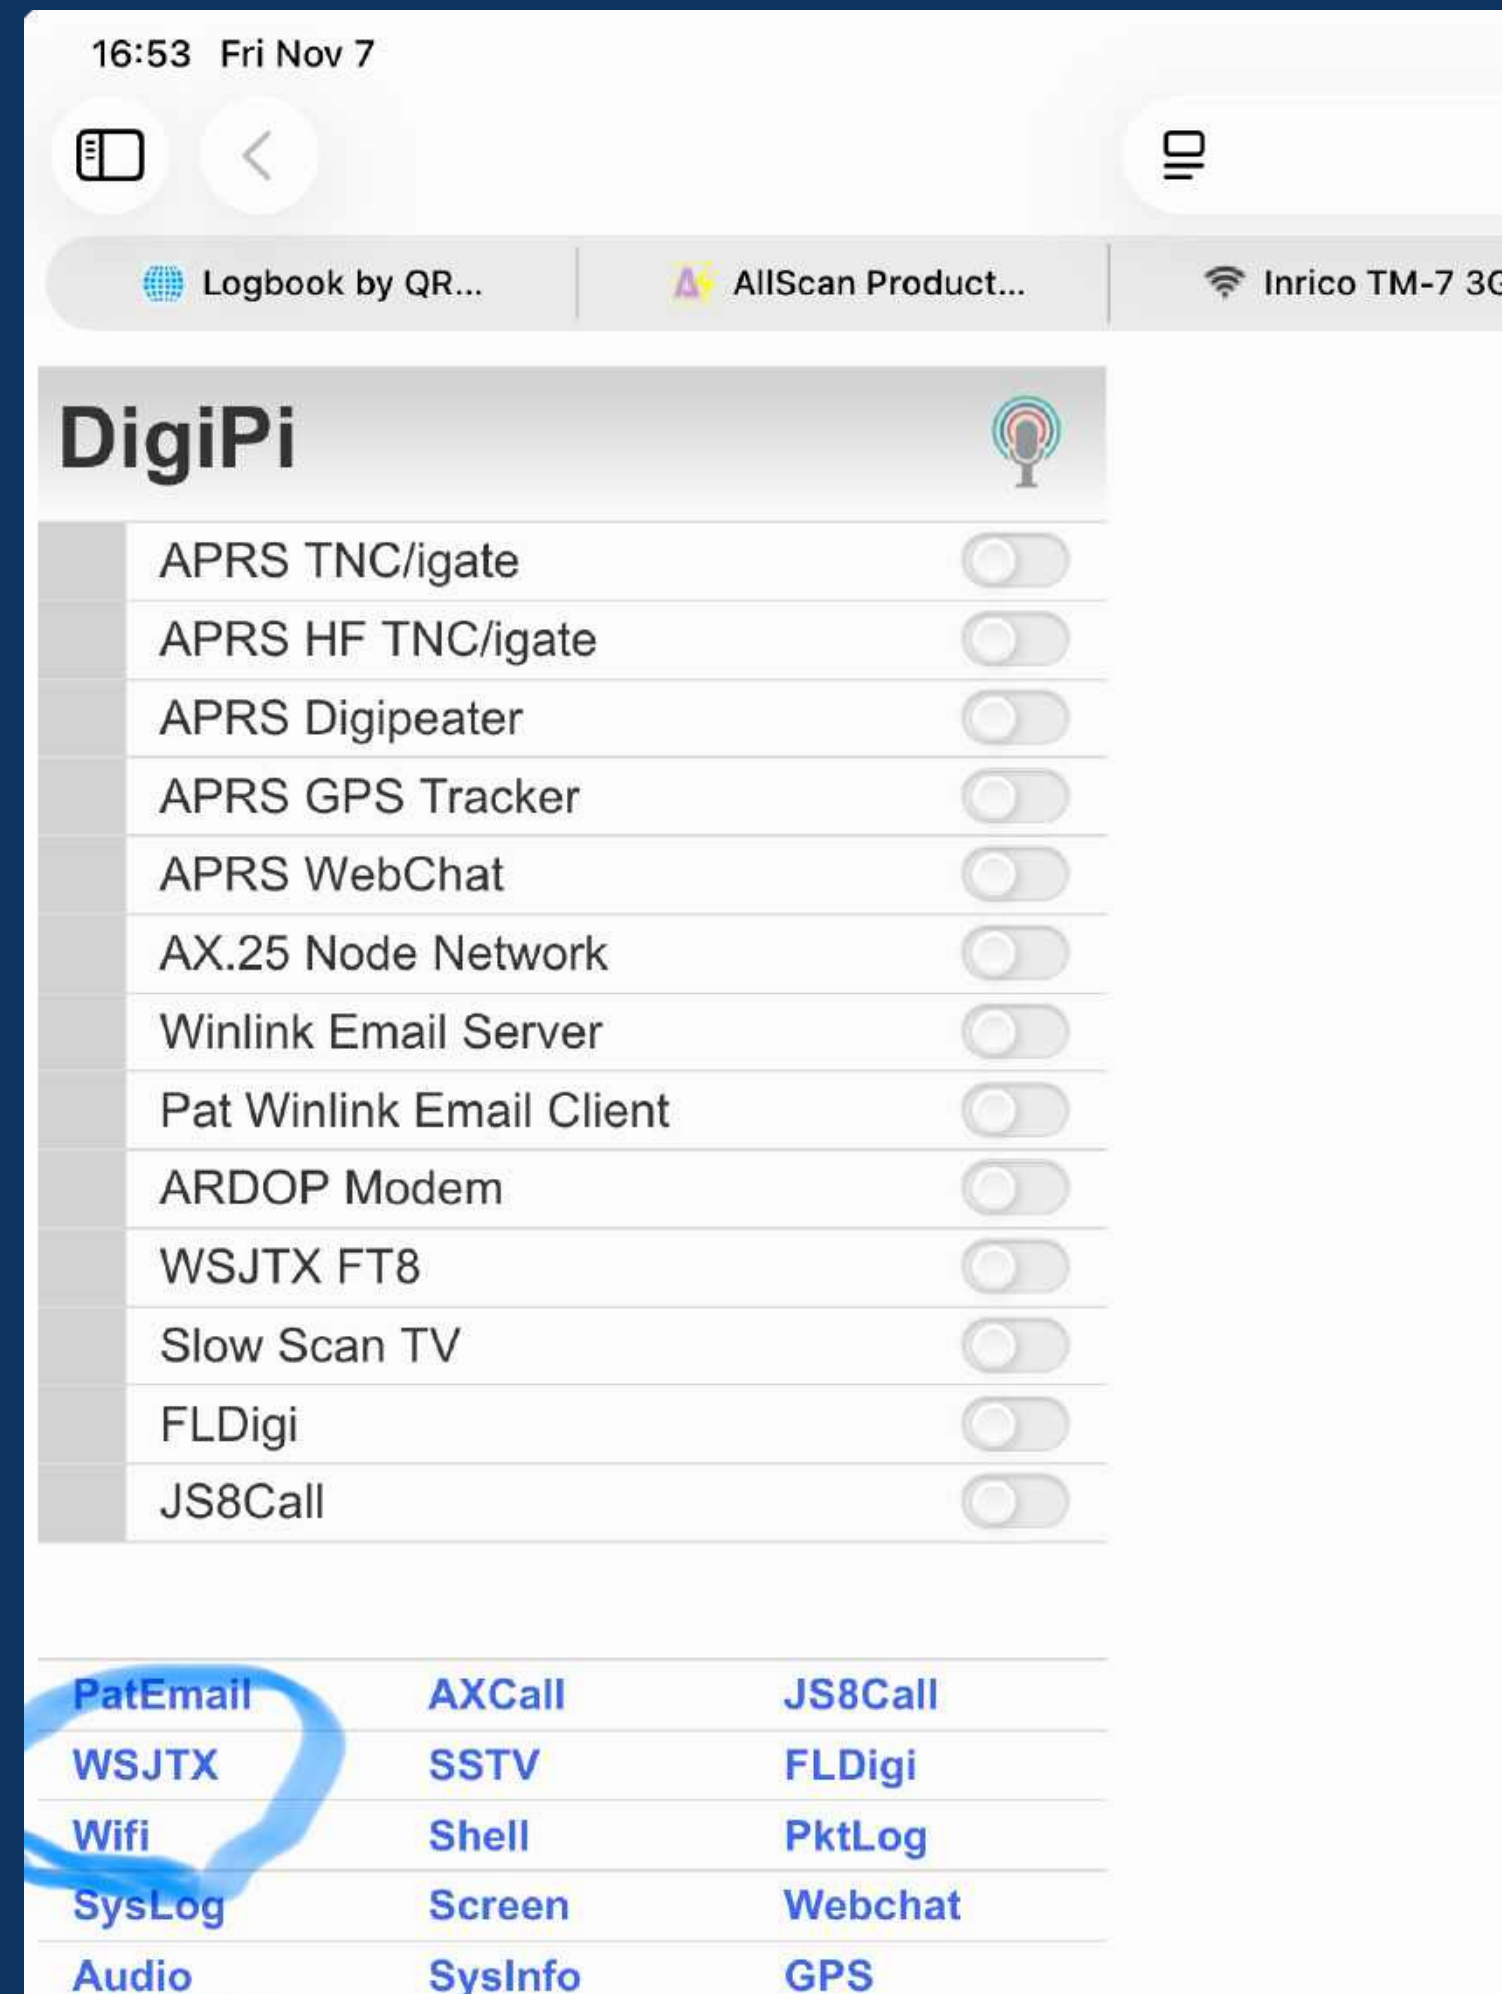 16:53 Fri Nov 7
Logbook by QR... AllScan Product... Inrico TM-7 3G
DigiPi
APRS TNC/igate
APRS HF TNC/igate
APRS Digipeater
APRS GPS Tracker
APRS WebChat
AX.25 Node Network
Winlink Email Server
Pat Winlink Email Client
ARDOP Modem
WSJTX FT8
Slow Scan TV
FLDigi
JS8Call
PatEmail AXCall JS8Call
WSJTX SSTV FLDigi
Wifi Shell PktLog
SysLog Screen Webchat
Audio SysInfo GPS